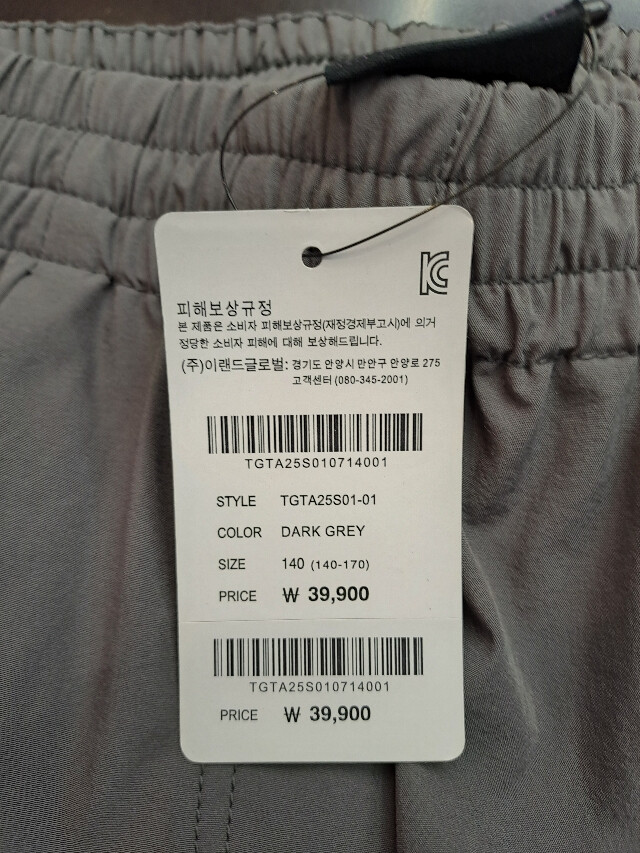 피해보상규정
본 제품은 소비자 피해보상규정(재정경제부고시)에 의거
정당한 소비자 피해에 대해 보상해드립니다.
(주)이랜드글로벌: 경기도 안양시 만안구 안양로 275
고객센터 (080-345-2001)
TGTA25S010714001
STYLE TGTA25S01-01
COLOR DARK GREY
SIZE 140 (140-170)
PRICE ₩ 39,900
TGTA25S010714001
PRICE ₩ 39,900